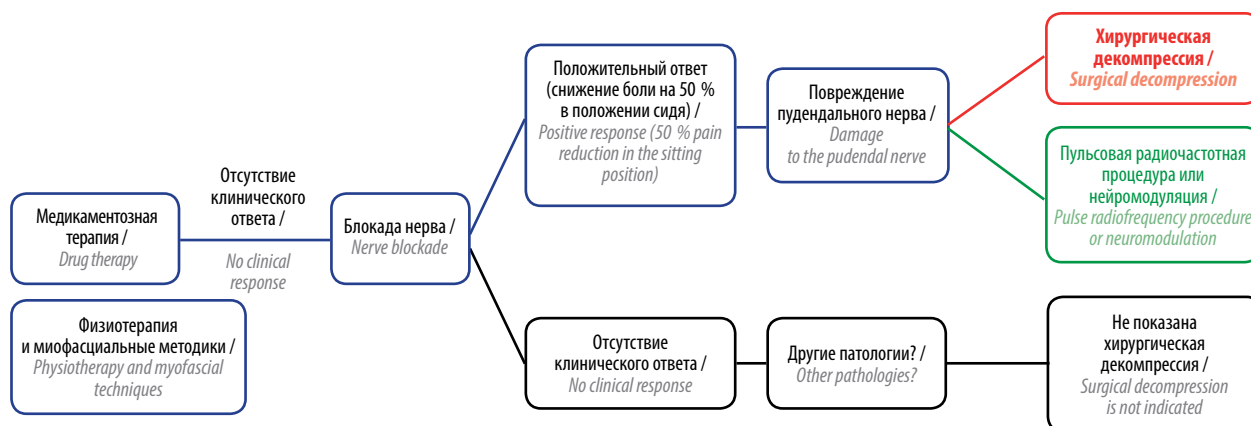 Медикаментозная
терапия /
Drug therapy
Физиотерапия
и миофасциальные методики /
Physiotherapy and myofascial
techniques
Отсутствие
клинического
ответа /
No clinical
response
Блокада нерва /
Nerve blockade
Положительный ответ
(снижение боли на 50 %
в положении сидя) /
Positive response (50 % pain
reduction in the sitting
position)
Повреждение
пудендального нерва /
Damage
to the pudendal nerve
Хирургическая
декомпрессия /
Surgical decompression
Пульсовая радиочастотная
процедура или
нейромодуляция /
Pulse radiofrequency procedure
or neuromodulation
Отсутствие
клинического ответа /
No clinical response
Другие патологии? /
Other pathologies?
Не показана
хирургическая
декомпрессия /
Surgical decompression
is not indicated